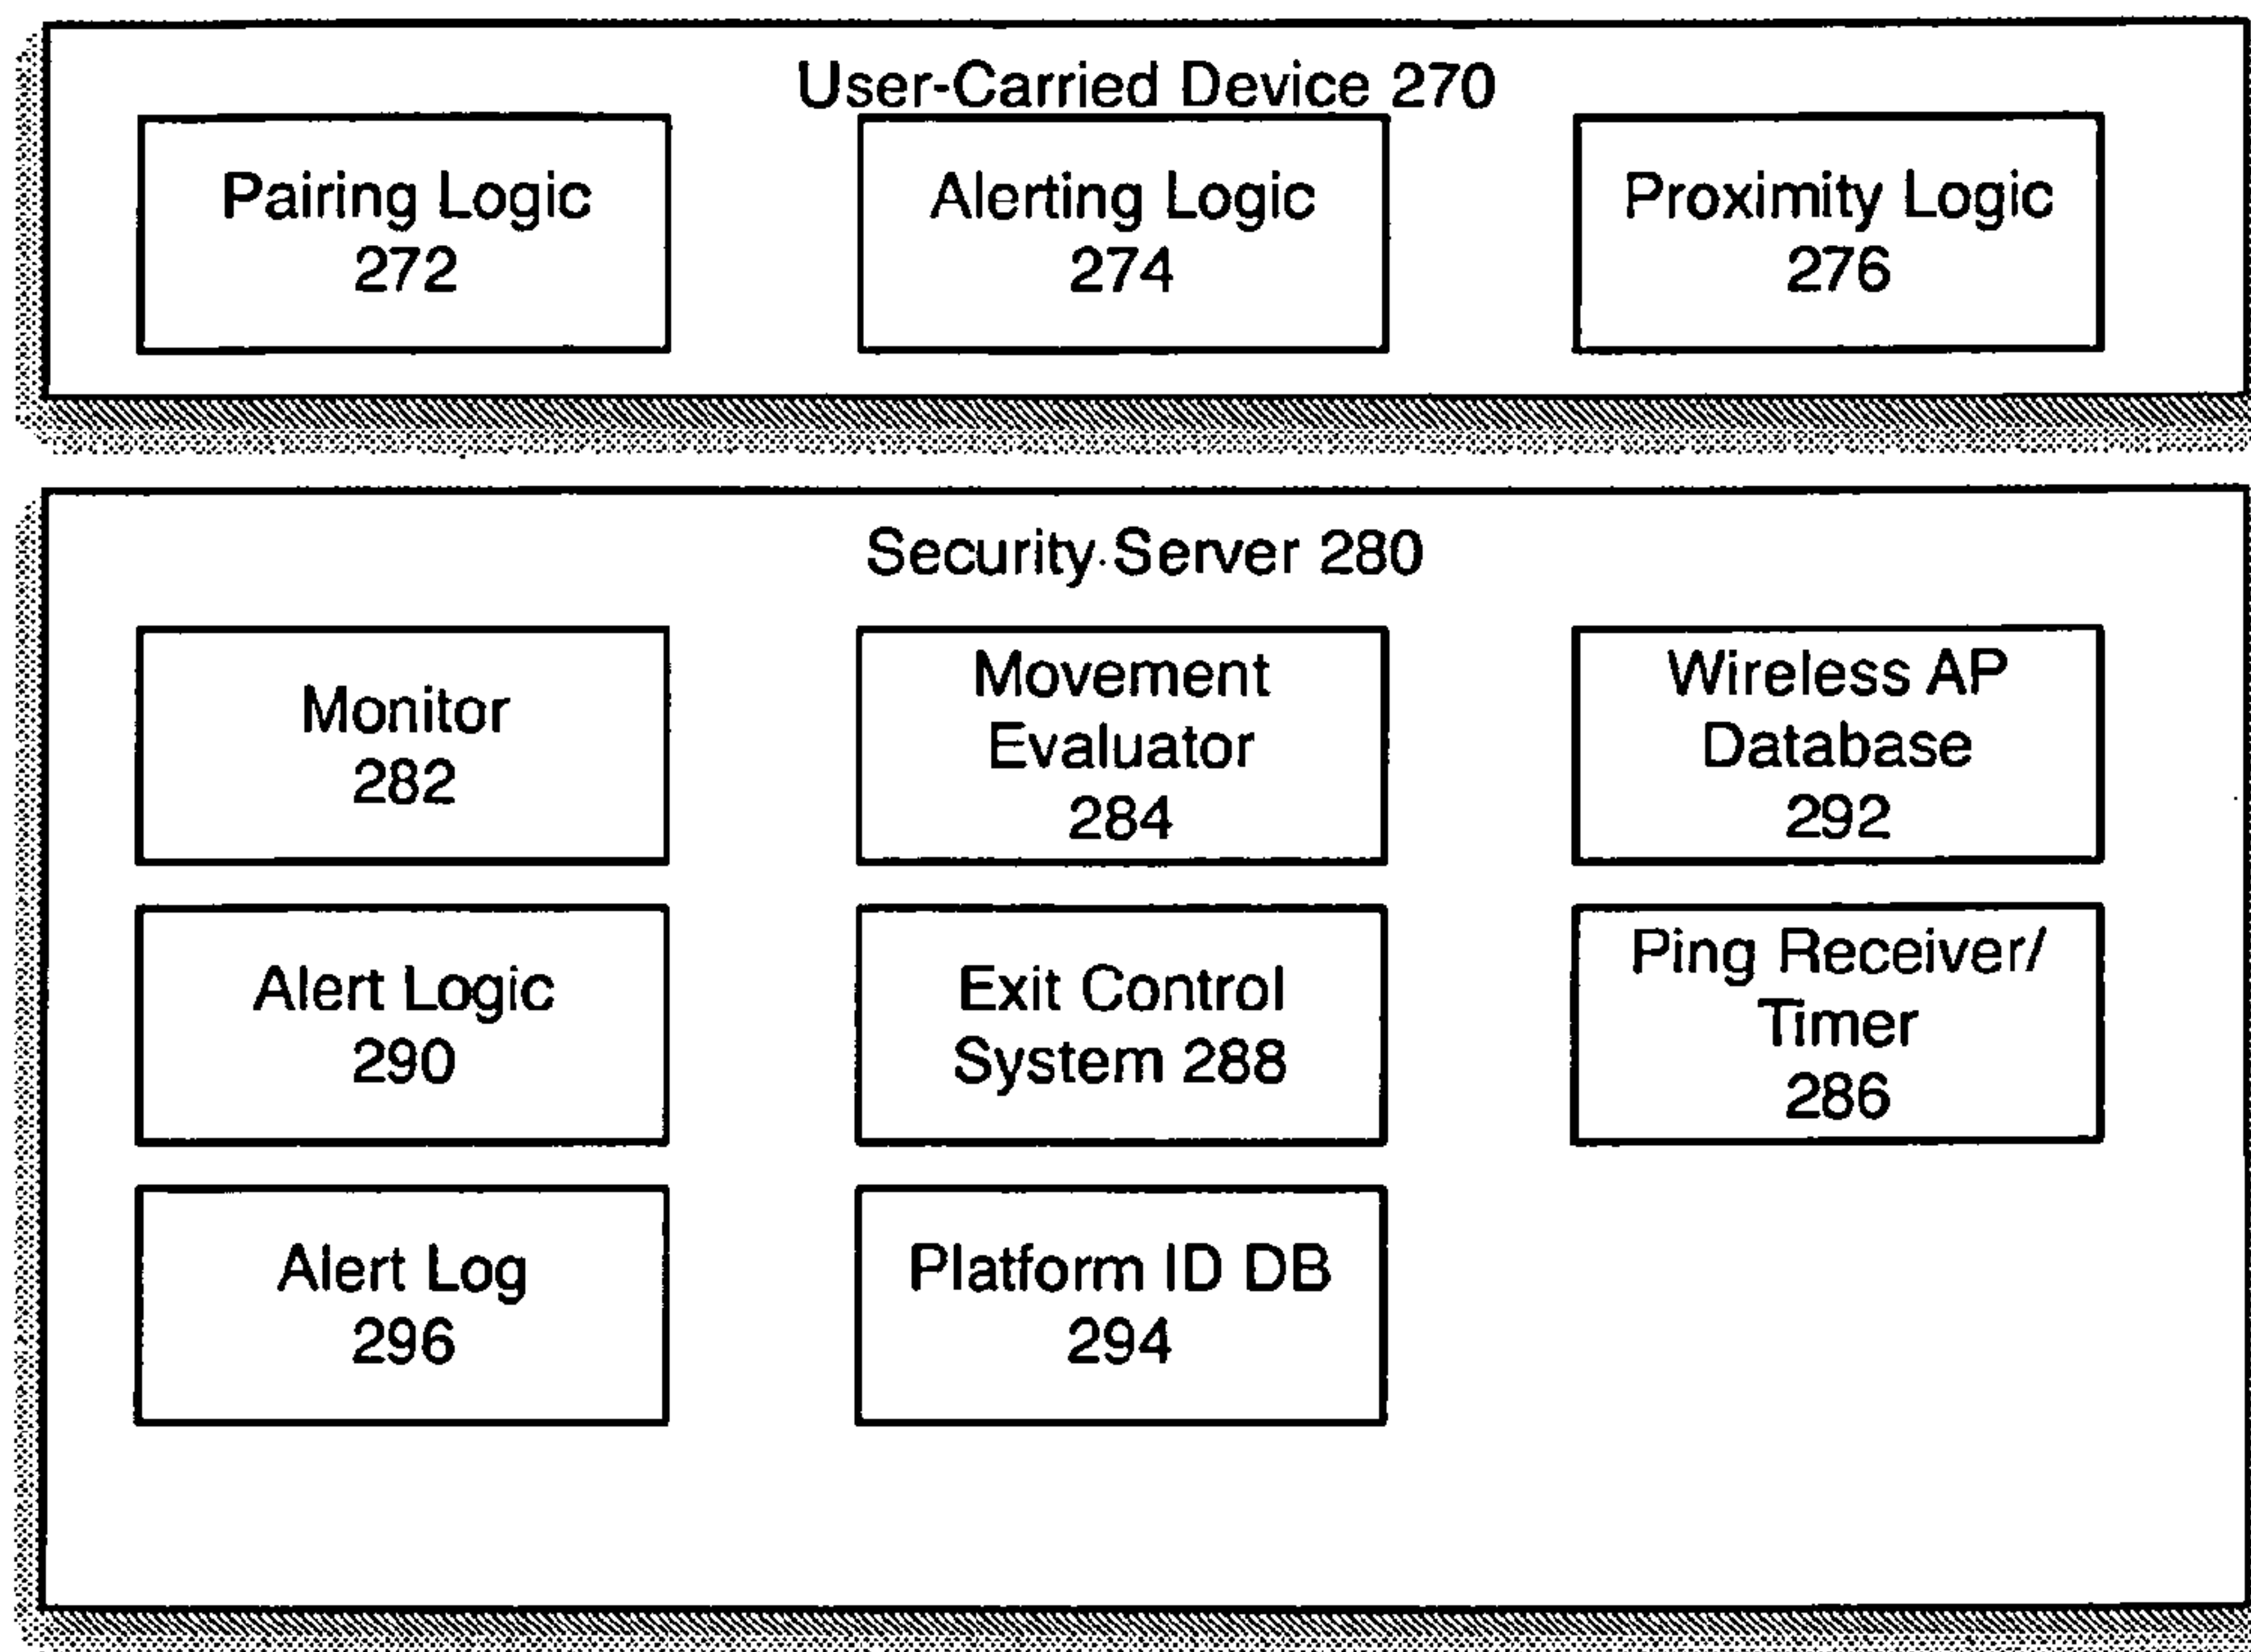 User-Carried Device 270
Pairing Logic
272
Alerting Logic
274
Proximity Logic
276
Security Server 280
Monitor
282
Movement
Evaluator
284
Wireless AP
Database
292
Alert Logic
290
Exit Control
System 288
Ping Receiver/
Timer
286
Alert Log
296
Platform ID DB
294